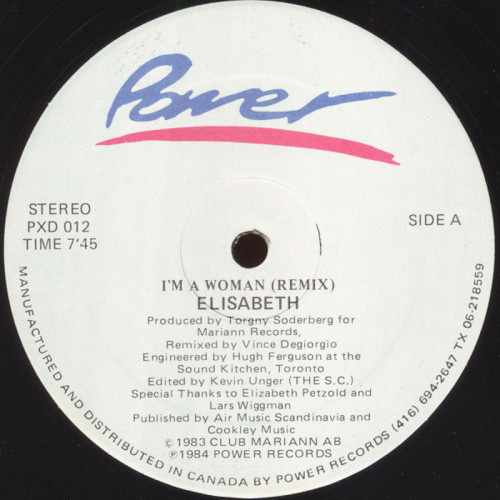 Power
STEREO
PXD 012
TIME 7'45
SIDE A
I'M A WOMAN (REMIX)
ELISABETH
Produced by Torgny Soderberg for
Mariann Records,
Remixed by Vince Degiorgio
Engineered by Hugh Ferguson at the
Sound Kitchen, Toronto
Edited by Kevin Unger (THE S.C.)
Special Thanks to Elizabeth Petzold and
Lars Wiggman
Published by Air Music Scandinavia and
Cookley Music
© 1983 CLUB MARIANN AB
℗ 1984 POWER RECORDS
MANUFACTURED AND DISTRIBUTED IN CANADA BY POWER RECORDS (416) 694-2647 TX 06-218559